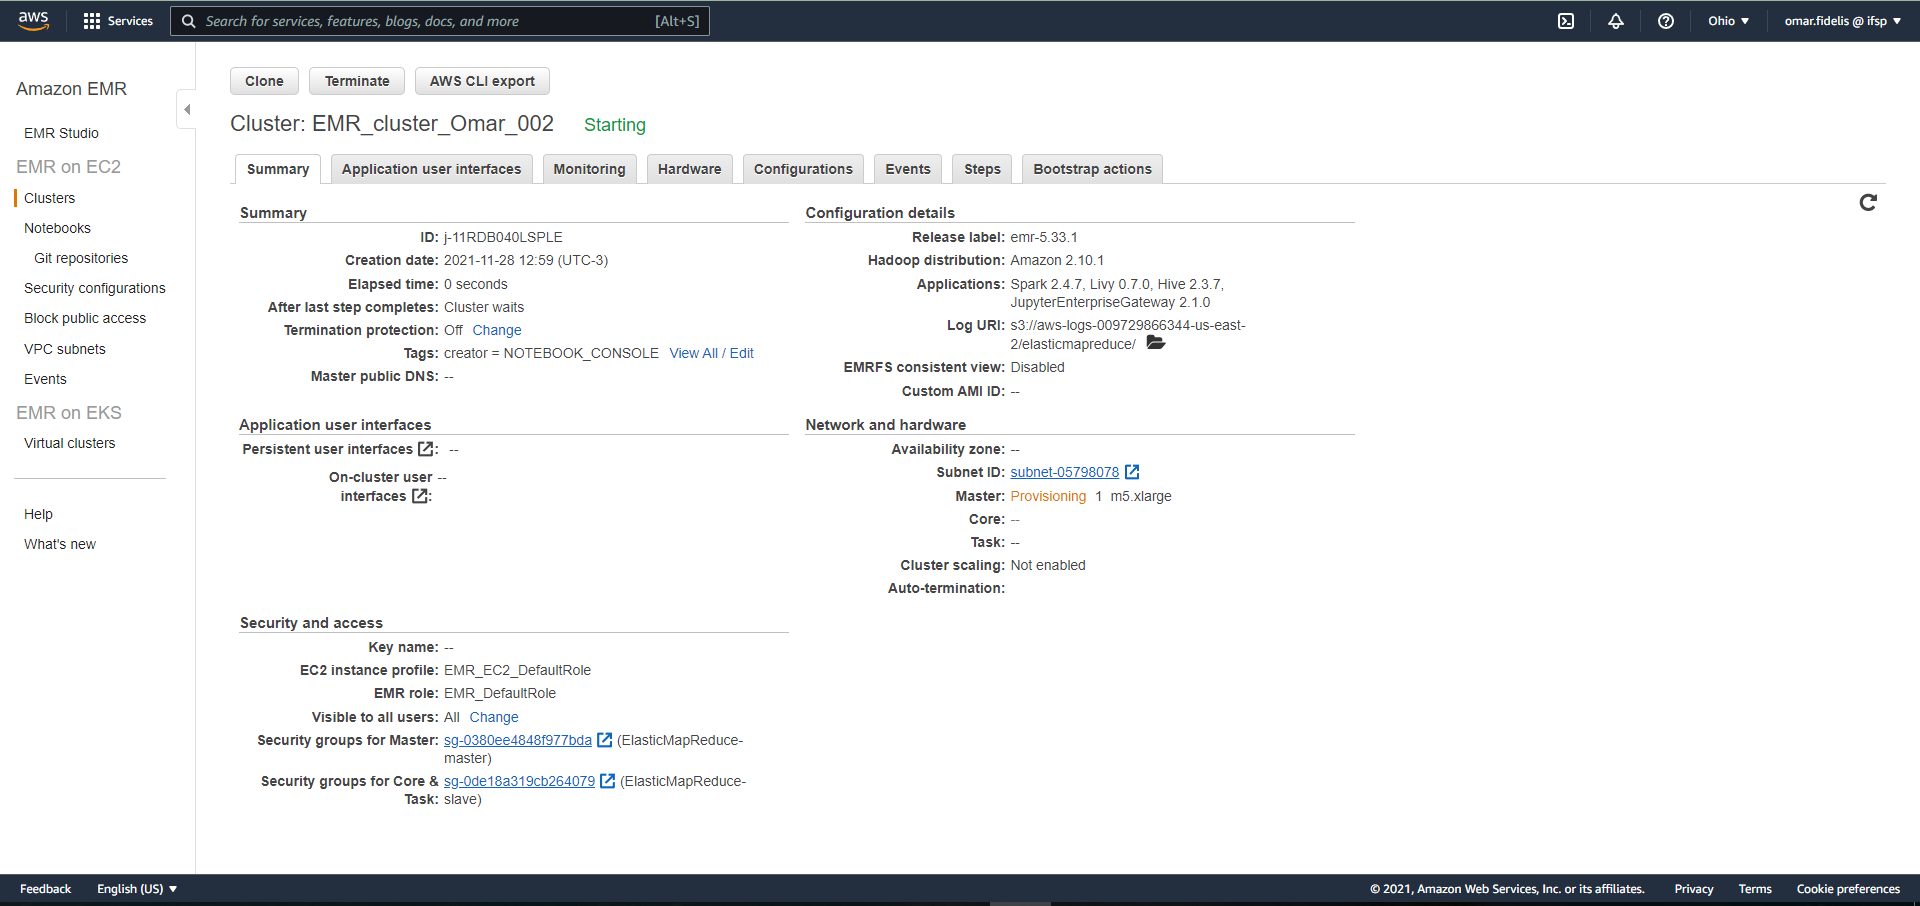 aws
Services
Search for services, features, blogs, docs, and more
[Alt+S]
Ohio
omar.fidelis @ ifsp
Amazon EMR
EMR Studio
EMR on EC2
Clusters
Notebooks
Git repositories
Security configurations
Block public access
VPC subnets
Events
EMR on EKS
Virtual clusters
Help
What's new
Clone
Terminate
AWS CLI export
Cluster: EMR_cluster_Omar_002
Starting
Summary
Application user interfaces
Monitoring
Hardware
Configurations
Events
Steps
Bootstrap actions
Summary
ID: j-11RDB040LSPLE
Creation date: 2021-11-28 12:59 (UTC-3)
Elapsed time: 0 seconds
After last step completes: Cluster waits
Termination protection: Off Change
Tags: creator = NOTEBOOK_CONSOLE View All / Edit
Master public DNS: --
Configuration details
Release label: emr-5.33.1
Hadoop distribution: Amazon 2.10.1
Applications: Spark 2.4.7, Livy 0.7.0, Hive 2.3.7,
JupyterEnterpriseGateway 2.1.0
Log URI: s3://aws-logs-009729866344-us-east-
2/elasticmapreduce/
EMRFS consistent view: Disabled
Custom AMI ID: --
Application user interfaces
Persistent user interfaces : --
On-cluster user --
interfaces :
Network and hardware
Availability zone: --
Subnet ID: subnet-05798078
Master: Provisioning 1 m5.xlarge
Core: --
Task: --
Cluster scaling: Not enabled
Auto-termination:
Security and access
Key name: --
EC2 instance profile: EMR_EC2_DefaultRole
EMR role: EMR_DefaultRole
Visible to all users: All Change
Security groups for Master: sg-0380ee4848f977bda (ElasticMapReduce-
master)
Security groups for Core & sg-0de18a319cb264079 (ElasticMapReduce-
Task: slave)
Feedback
English (US)
© 2021, Amazon Web Services, Inc. or its affiliates.
Privacy
Terms
Cookie preferences